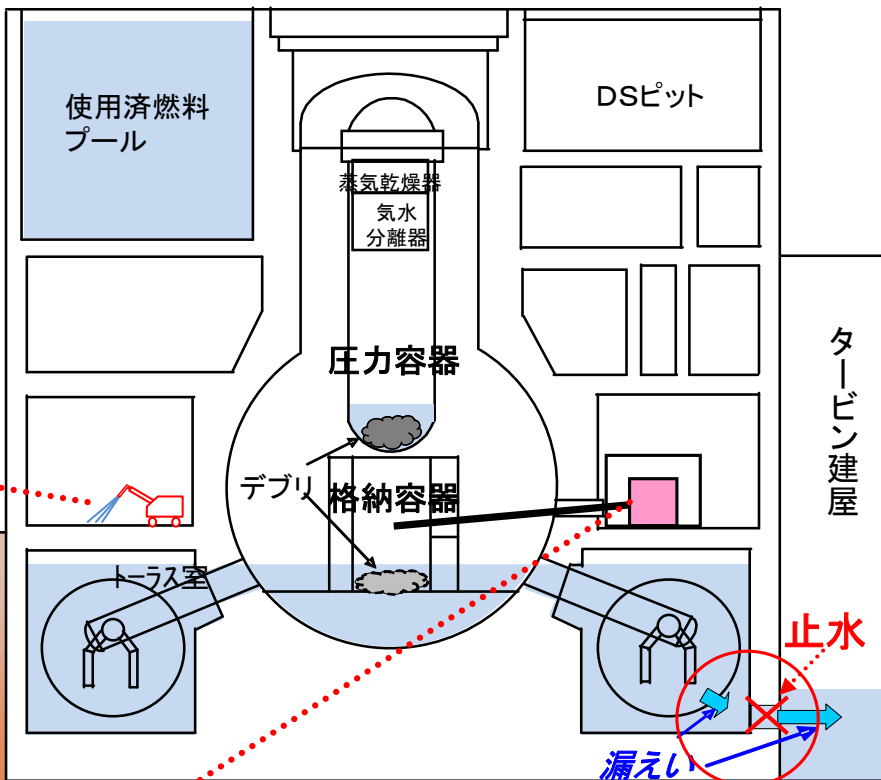 使用済燃料
プール
DSピット
蒸気乾燥器
気水
分離器
圧力容器
タービン建屋
デブリ
格納容器
トーラス室
止水
漏えい